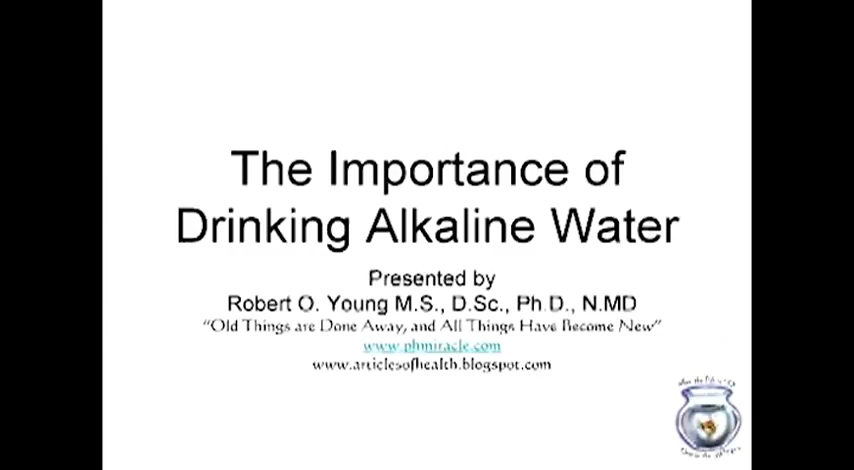 The Importance of
Drinking Alkaline Water
Presented by
Robert O. Young M.S., D.Sc., Ph.D., N.MD
"Old Things are Done Away, and All Things Have Become New"
www.phmiracle.com
www.articlesofhealth.blogspot.com